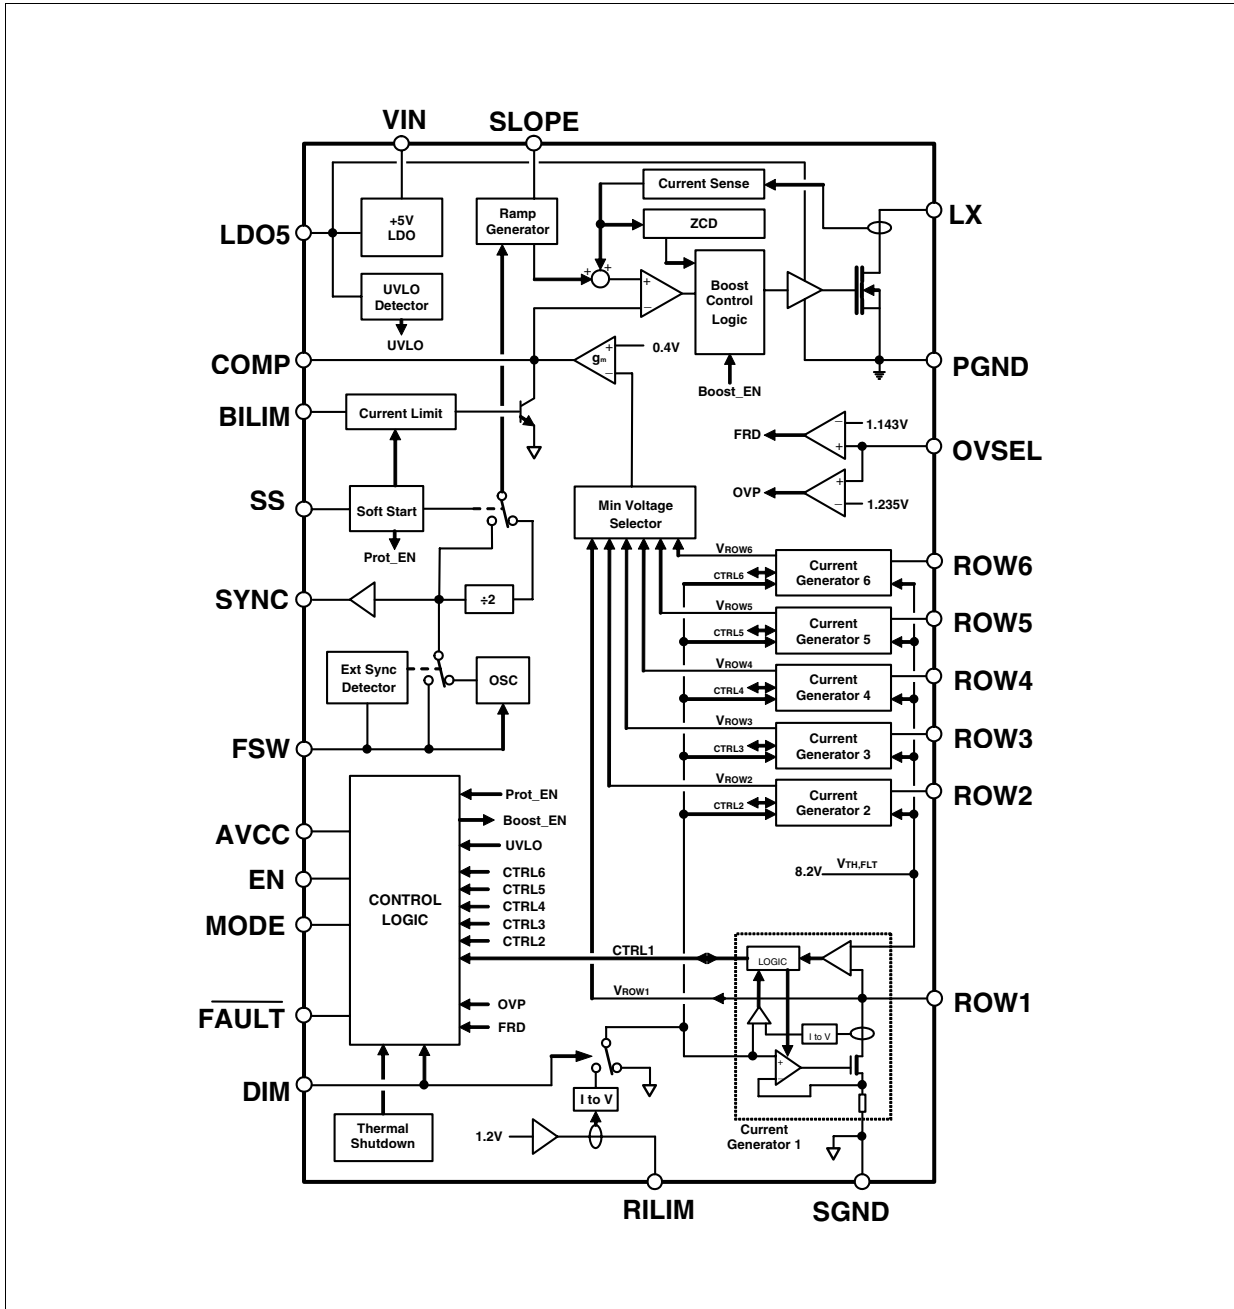 VIN
SLOPE
LDO5
+5V
LDO
Ramp
Generator
Current Sense
ZCD
LX
UVLO
Detector
UVLO
Boost
Control
Logic
+
+
+
−
COMP
gm
+
−
0.4V
Boost_EN
PGND
BILIM
Current Limit
FRD
−
+
1.143V
OVSEL
OVP
+
−
1.235V
SS
Soft Start
Prot_EN
Min Voltage
Selector
SYNC
÷2
VROW6
CTRL6
Current
Generator 6
ROW6
VROW5
CTRL5
Current
Generator 5
ROW5
Ext Sync
Detector
OSC
VROW4
CTRL4
Current
Generator 4
ROW4
FSW
VROW3
CTRL3
Current
Generator 3
ROW3
VROW2
CTRL2
Current
Generator 2
ROW2
AVCC
EN
MODE
FAULT
CONTROL
LOGIC
Prot_EN
Boost_EN
UVLO
CTRL6
CTRL5
CTRL4
CTRL3
CTRL2
CTRL1
OVP
FRD
8.2V
VTH,FLT
LOGIC
VROW1
ROW1
I to V
+
DIM
I to V
Thermal
Shutdown
1.2V
Current
Generator 1
RILIM
SGND